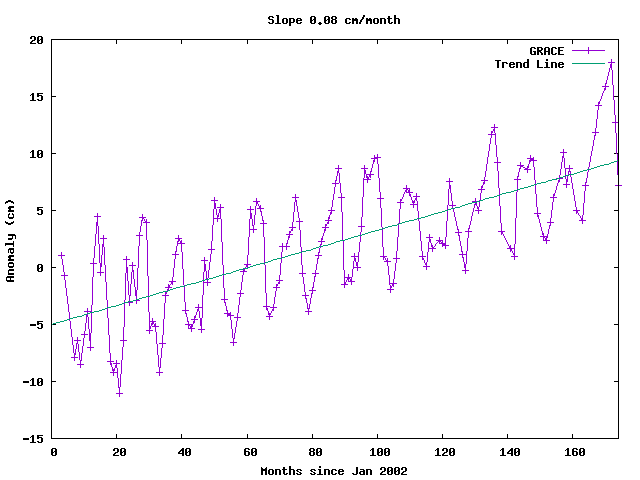 Slope 0.08 cm/month
GRACE
Trend Line
20
15
10
5
0
-5
-10
-15
Anomaly (cm)
0 20 40 60 80 100 120 140 160
Months since Jan 2002